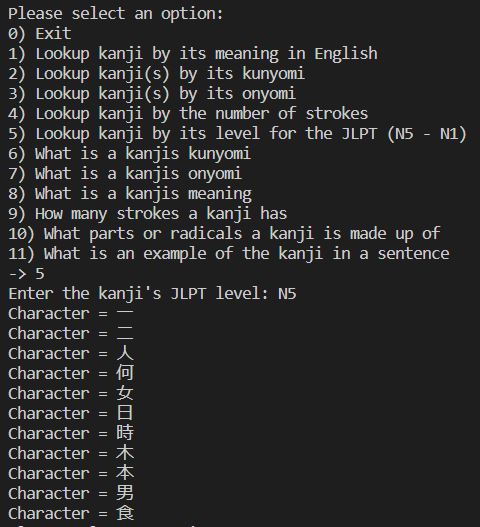 Please select an option:
0) Exit
1) Lookup kanji by its meaning in English
2) Lookup kanji(s) by its kunyomi
3) Lookup kanji(s) by its onyomi
4) Lookup kanji by the number of strokes
5) Lookup kanji by its level for the JLPT (N5 - N1)
6) What is a kanjis kunyomi
7) What is a kanjis onyomi
8) What is a kanjis meaning
9) How many strokes a kanji has
10) What parts or radicals a kanji is made up of
11) What is an example of the kanji in a sentence
-> 5
Enter the kanji's JLPT level: N5
Character = 一
Character = 二
Character = 人
Character = 何
Character = 女
Character = 日
Character = 時
Character = 木
Character = 本
Character = 男
Character = 食